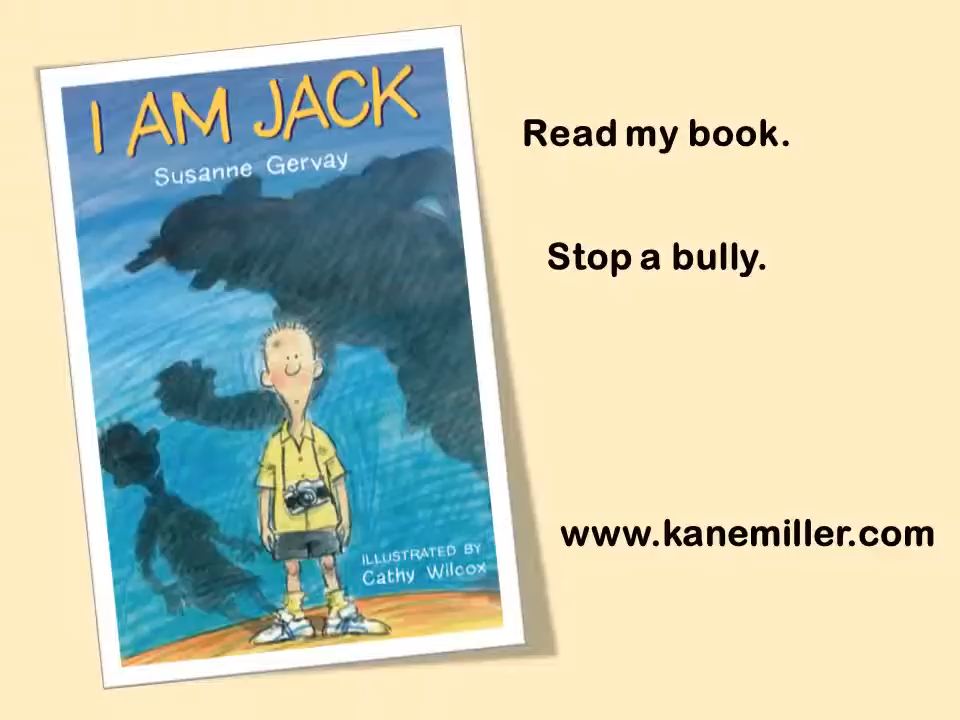 I AM JACK
Susanne Gervay
Read my book.
Stop a bully.
www.kanemiller.com
ILLUSTRATED BY
Cathy Wilcox